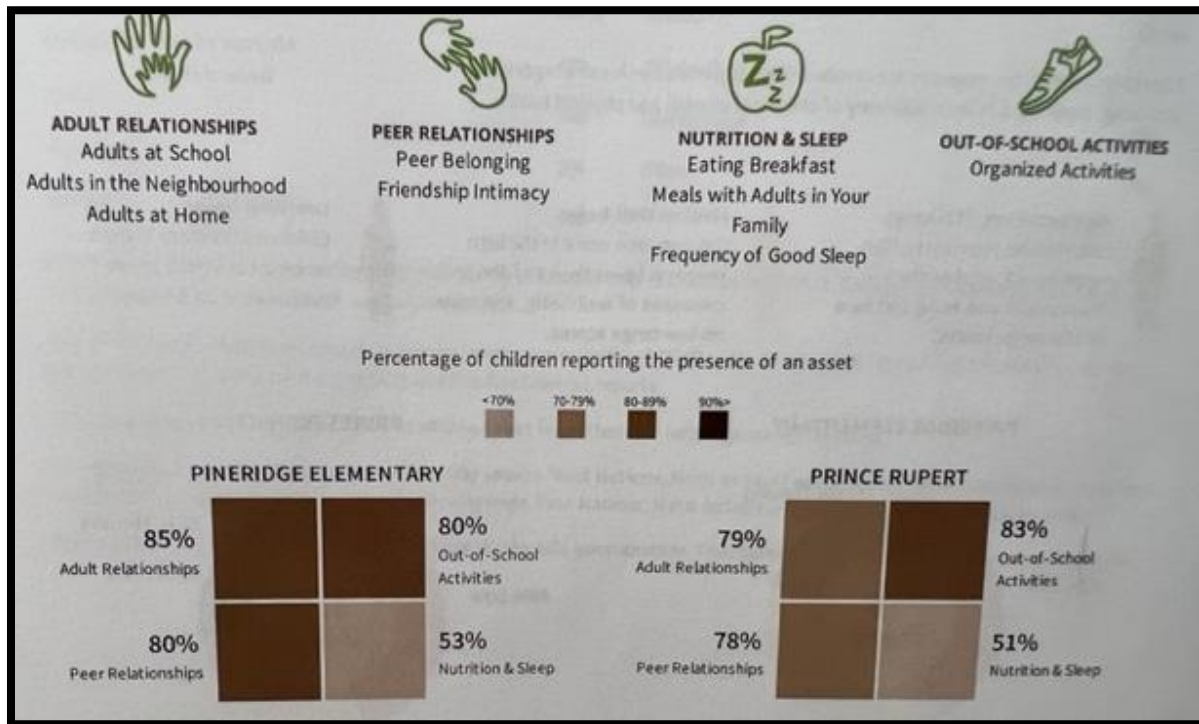 ADULT RELATIONSHIPS
Adults at School
Adults in the Neighbourhood
Adults at Home
PEER RELATIONSHIPS
Peer Belonging
Friendship Intimacy
Z
z
z
NUTRITION & SLEEP
Eating Breakfast
Meals with Adults in Your
Family
Frequency of Good Sleep
OUT-OF-SCHOOL ACTIVITIES
Organized Activities
Percentage of children reporting the presence of an asset
<70%
70-79%
80-89%
90%>
PINERIDGE ELEMENTARY
85%
Adult Relationships
80%
Out-of-School
Activities
80%
Peer Relationships
53%
Nutrition & Sleep
PRINCE RUPERT
79%
Adult Relationships
83%
Out-of-School
Activities
78%
Peer Relationships
51%
Nutrition & Sleep